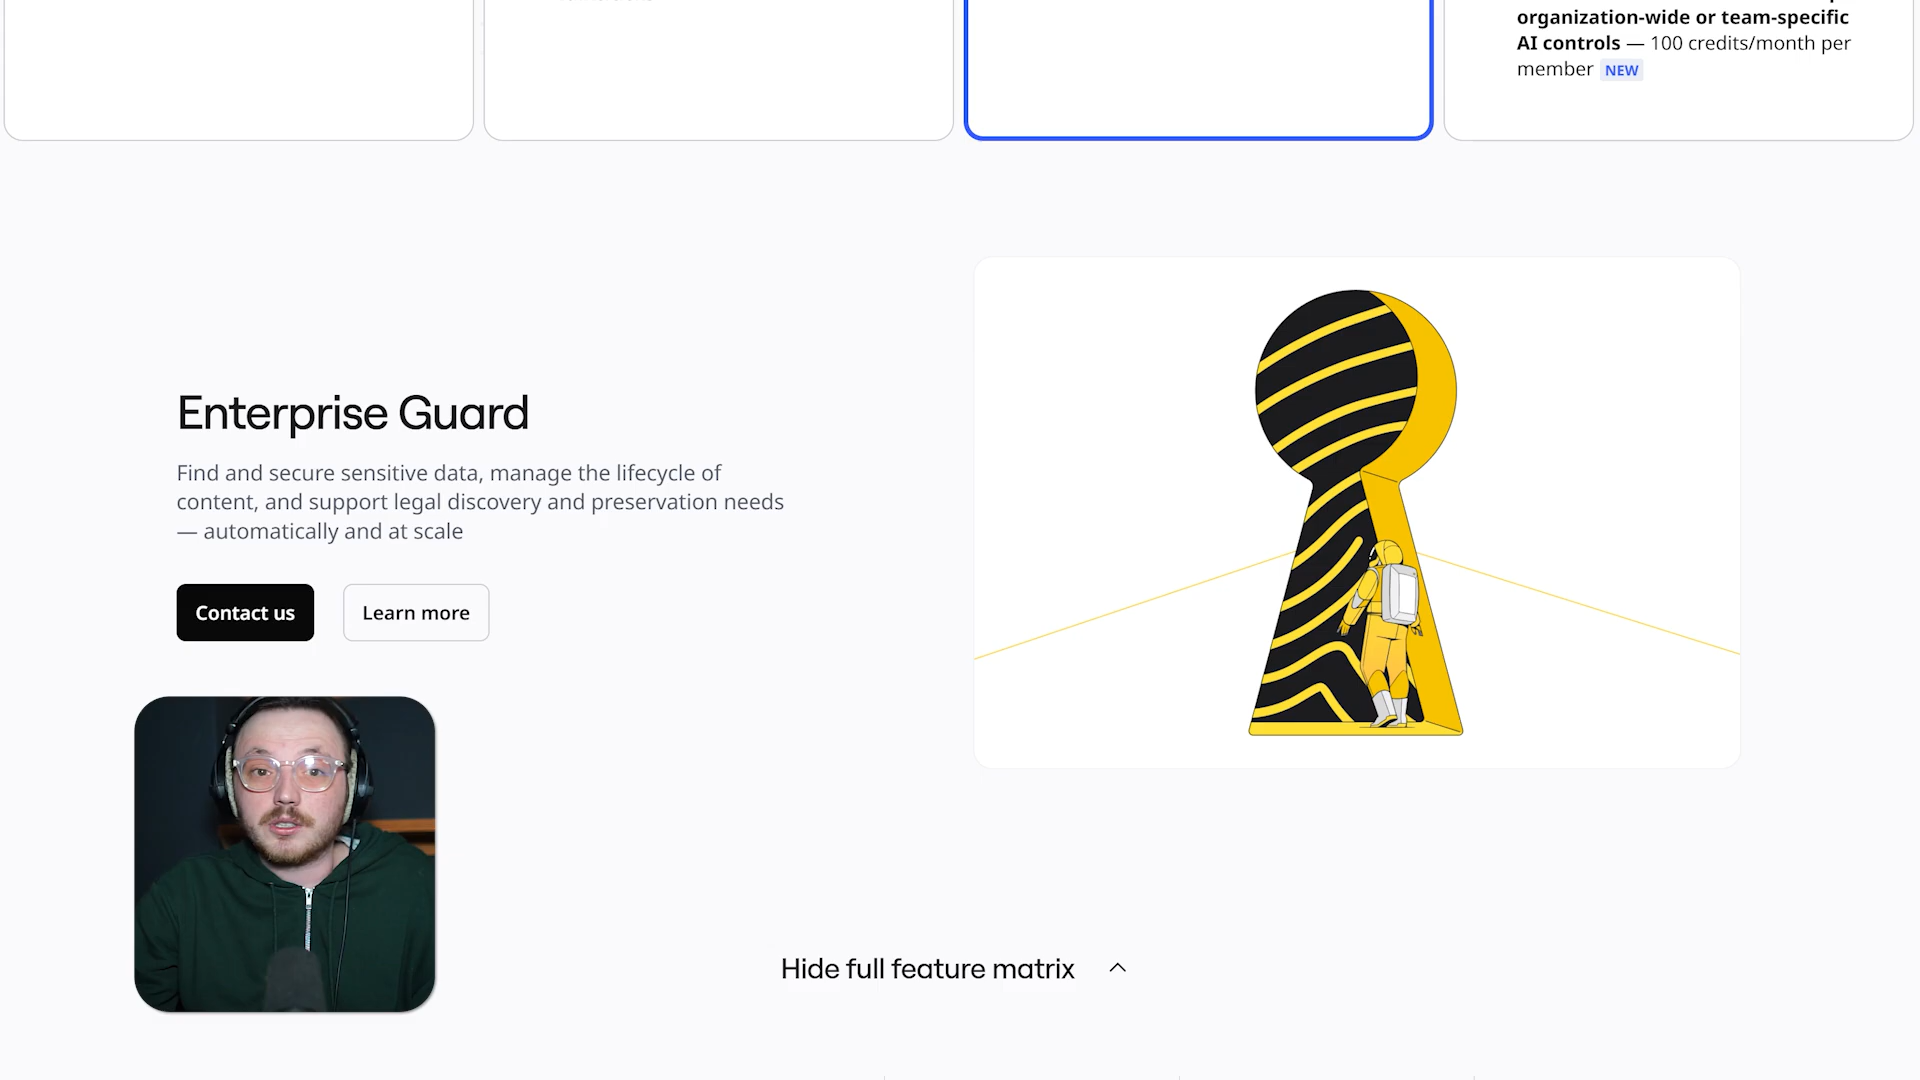 organization-wide or team-specific
AI controls — 100 credits/month per
member NEW
Enterprise Guard
Find and secure sensitive data, manage the lifecycle of
content, and support legal discovery and preservation needs
— automatically and at scale
Contact us
Learn more
Hide full feature matrix